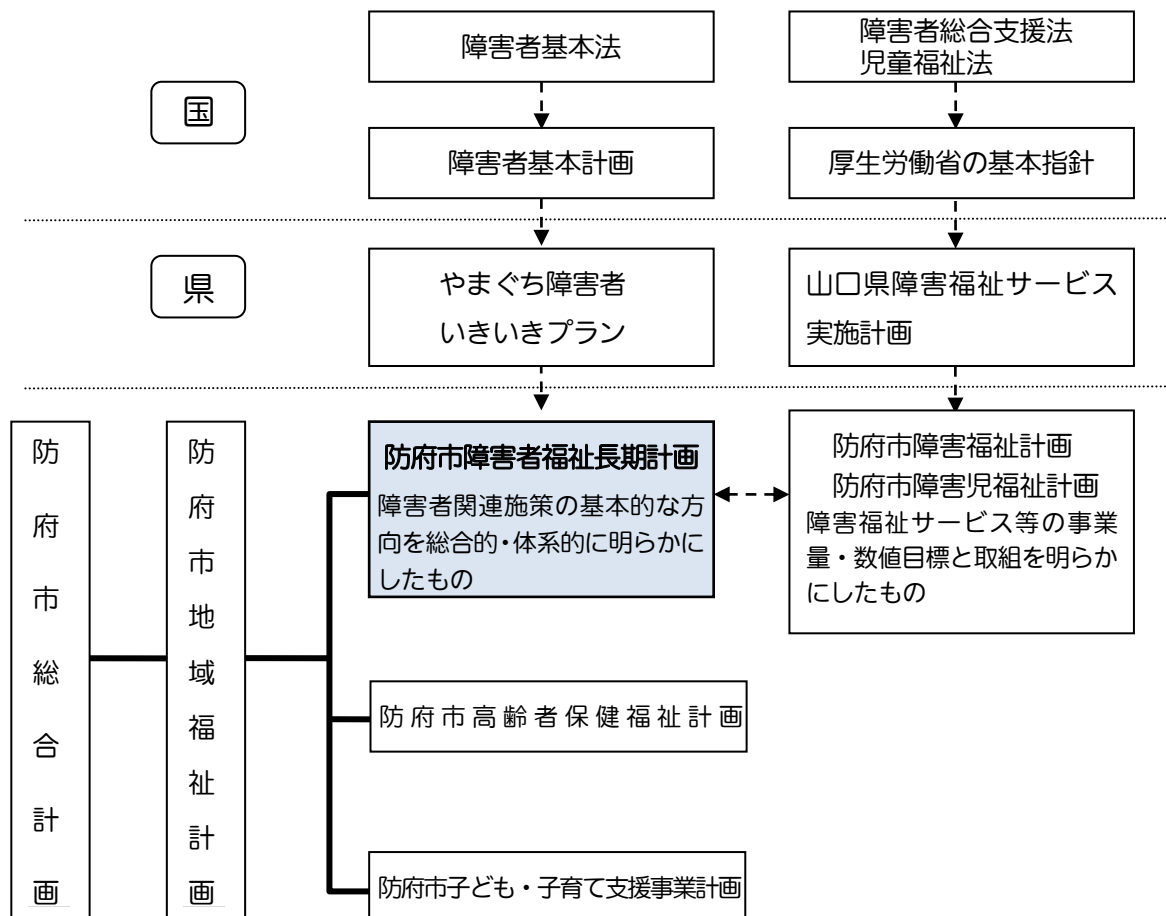 国
障害者基本法
障害者総合支援法
児童福祉法
障害者基本計画
厚生労働省の基本指針
県
やまぐち障害者
いきいきプラン
山口県障害福祉サービス
実施計画
防府市総合計画
防府市地域福祉計画
防府市障害者福祉長期計画
障害者関連施策の基本的な方
向を総合的・体系的に明らかに
したもの
防府市障害福祉計画
防府市障害児福祉計画
障害福祉サービス等の事業
量・数値目標と取組を明らか
にしたもの
防府市高齢者保健福祉計画
防府市子ども・子育て支援事業計画